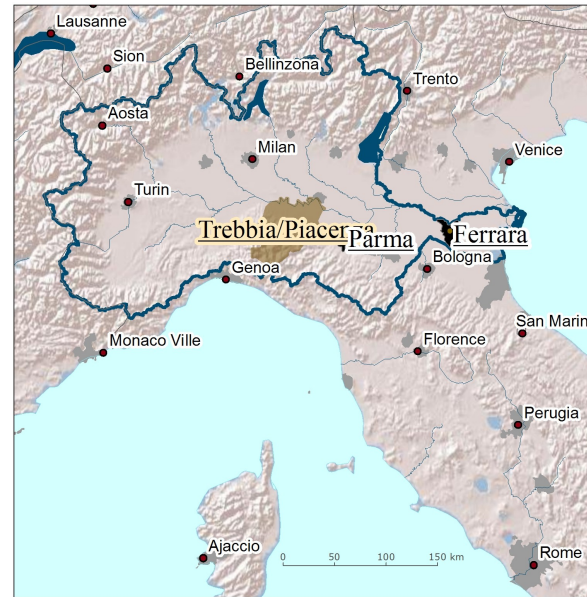 Lausanne
Sion
Bellinzona
Trento
Aosta
Milan
Venice
Turin
Trebbia/Piacenza
Parma
Ferrara
Bologna
Genoa
San Marin
Monaco Ville
Florence
Perugia
Ajaccio
0 50 100 150 km
Rome